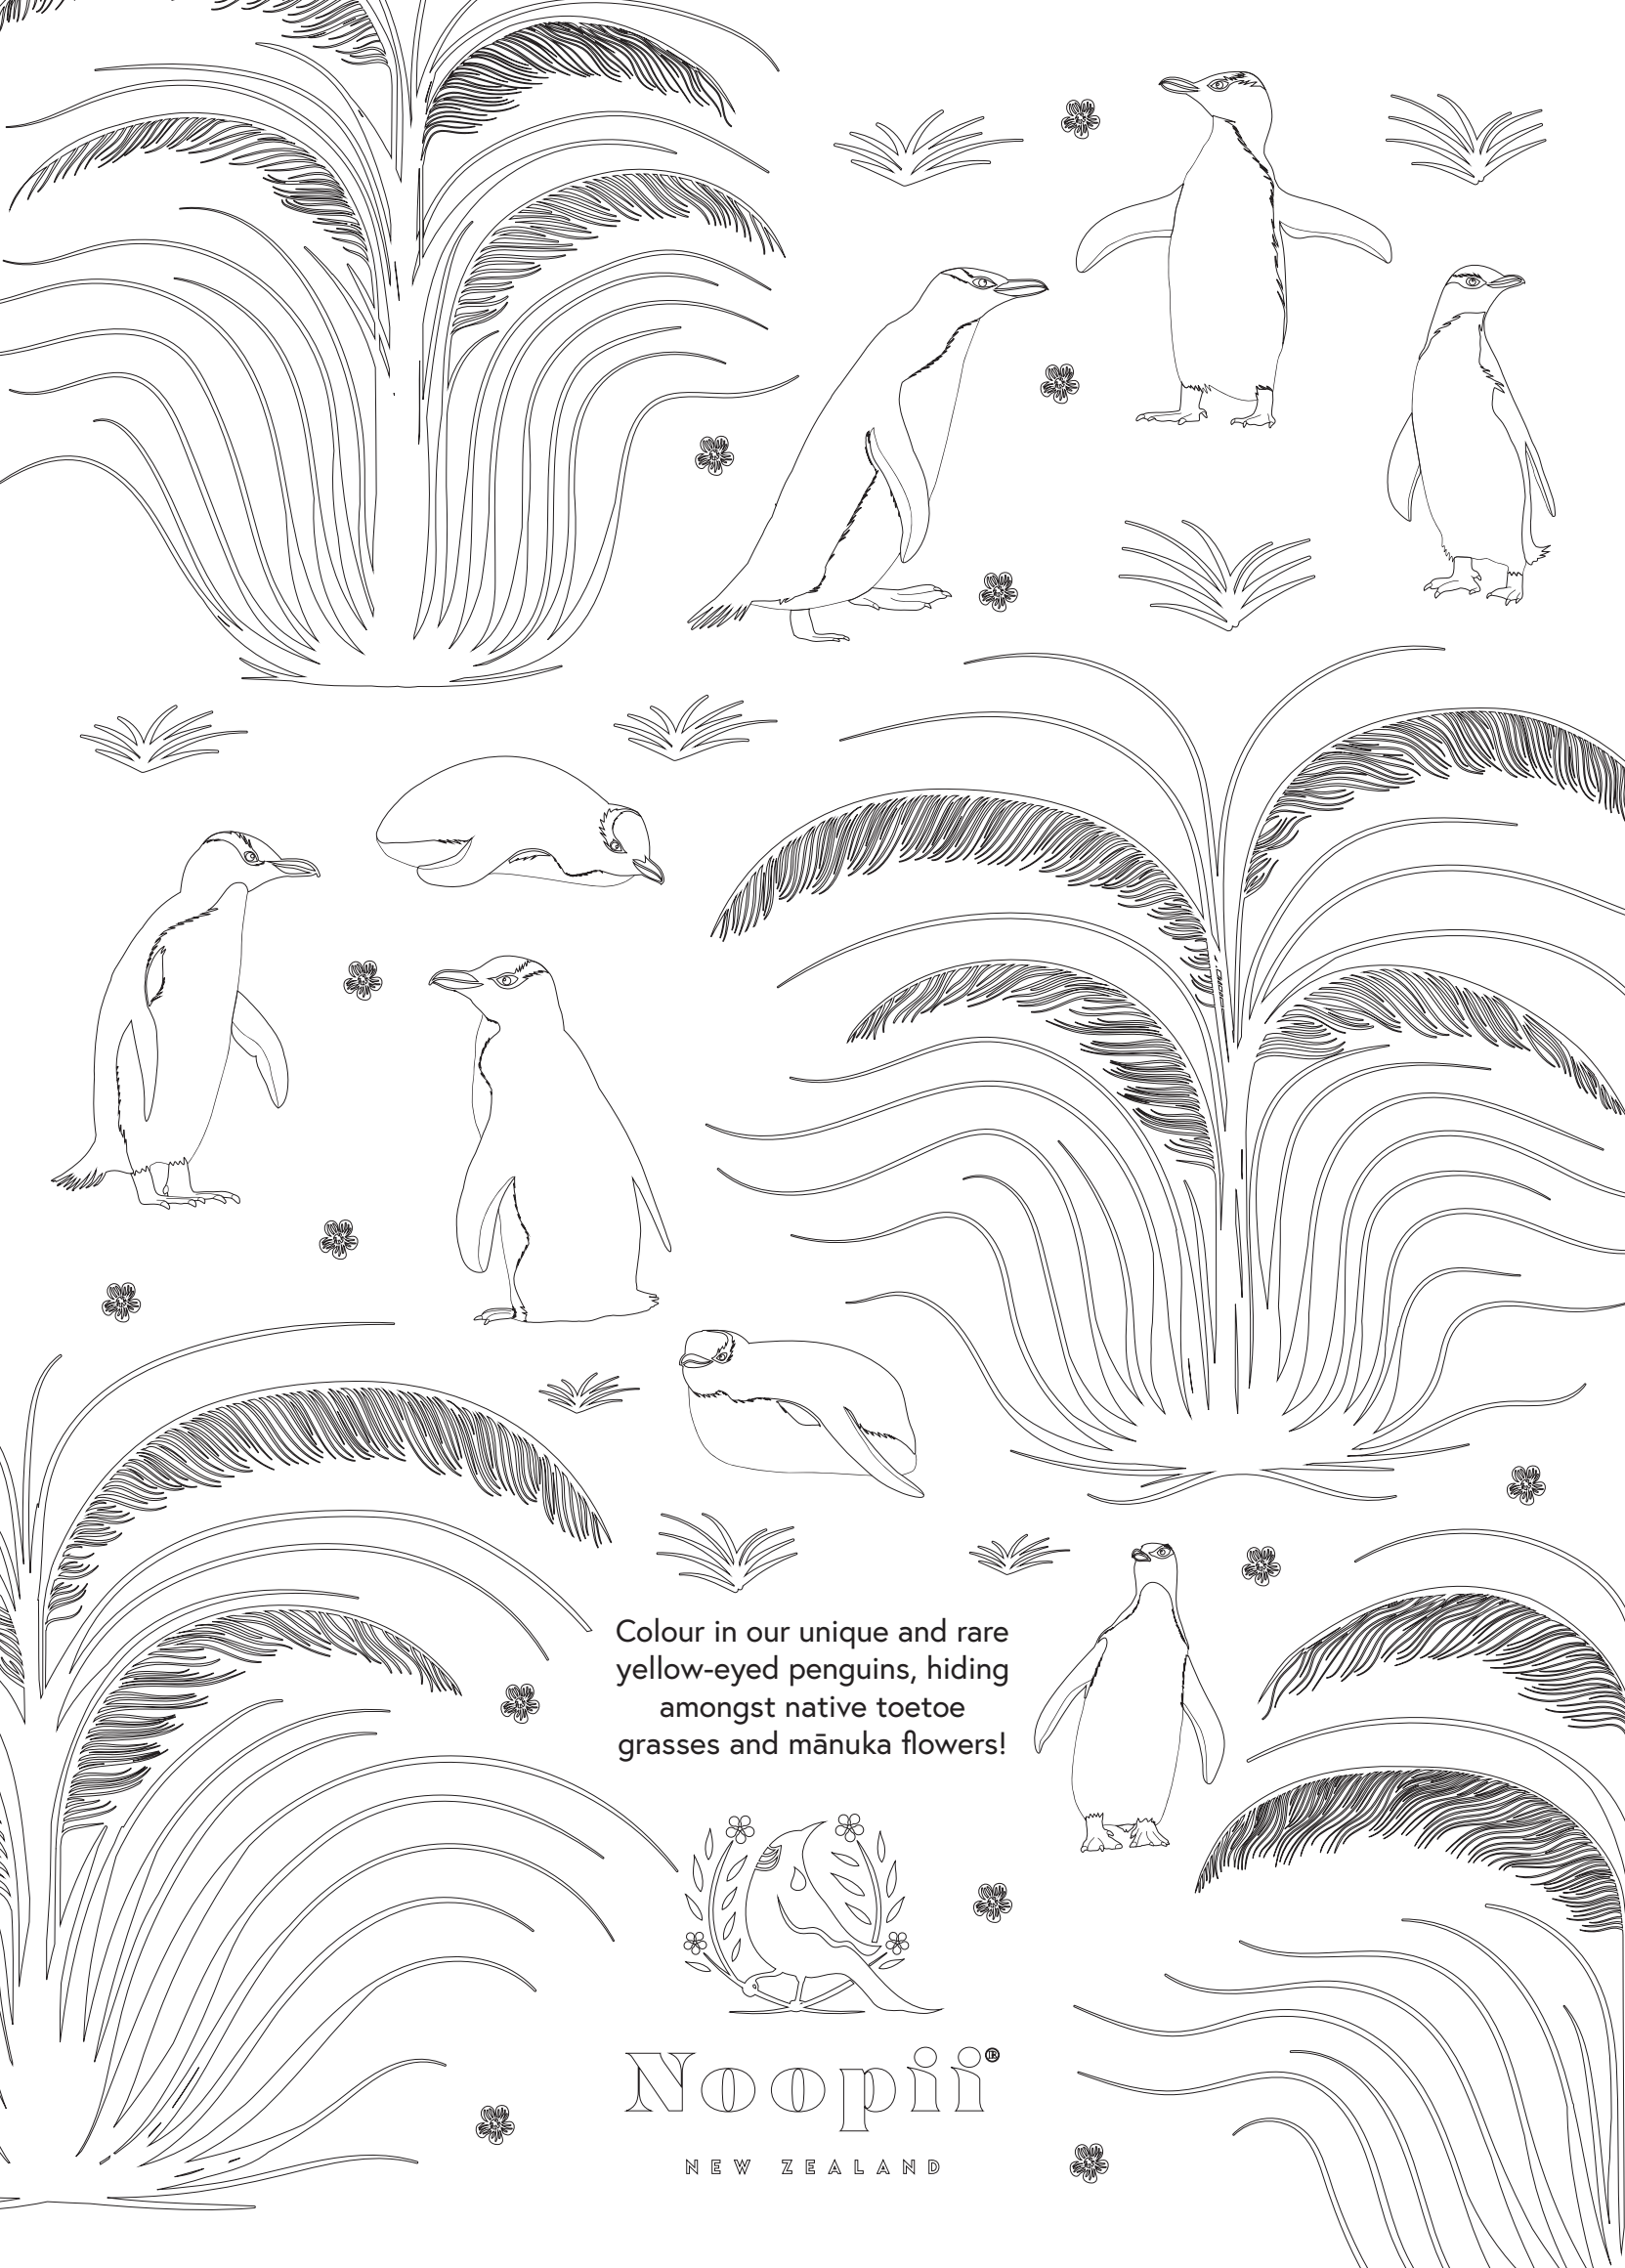 Colour in our unique and rare
yellow-eyed penguins, hiding
amongst native toetoe
grasses and mānuka flowers!
Noopii®
NEW ZEALAND